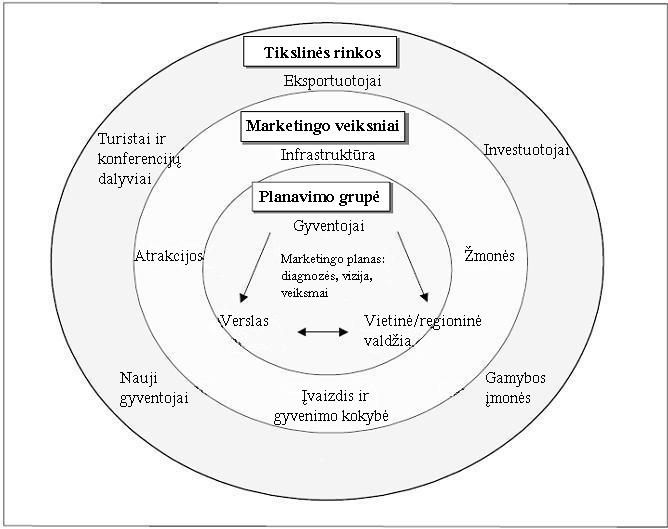 Tikslinės rinkos
Eksportuotojai
Marketingo veiksniai
Turistai ir
konferencijų
dalyviai
Investuotojai
Infrastruktūra
Planavimo grupė
Gyventojai
Atrakcijos
Marketingo planas:
diagnozės, vizija,
veiksmai
Žmonės
Verslas
Vietinė/regioninė
valdžia
Nauji
gyventojai
Įvaizdis ir
gyvenimo kokybė
Gamybos
įmonės